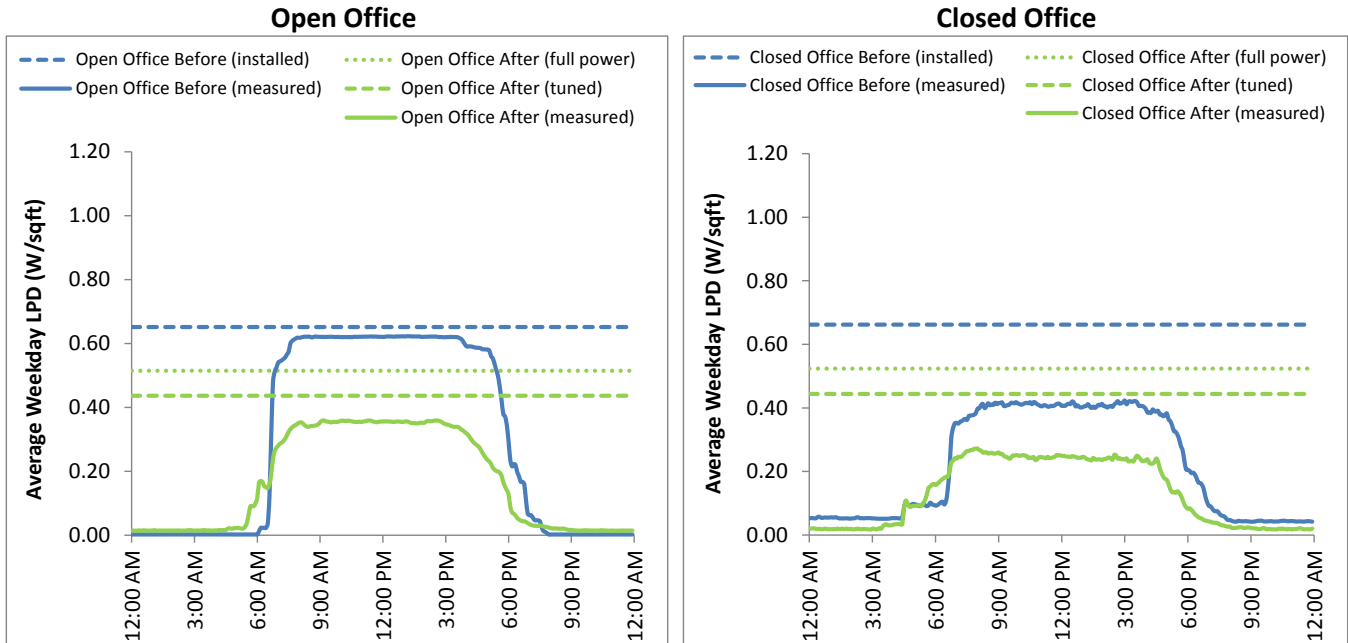 Open Office
Open Office Before (installed)
Open Office After (full power)
Open Office Before (measured)
Open Office After (tuned)
Open Office After (measured)
Average Weekday LPD (W/sqft)
1.20
1.00
0.80
0.60
0.40
0.20
0.00
12:00 AM
3:00 AM
6:00 AM
9:00 AM
12:00 PM
3:00 PM
6:00 PM
9:00 PM
12:00 AM
Closed Office
Closed Office Before (installed)
Closed Office After (full power)
Closed Office Before (measured)
Closed Office After (tuned)
Closed Office After (measured)
Average Weekday LPD (W/sqft)
1.20
1.00
0.80
0.60
0.40
0.20
0.00
12:00 AM
3:00 AM
6:00 AM
9:00 AM
12:00 PM
3:00 PM
6:00 PM
9:00 PM
12:00 AM